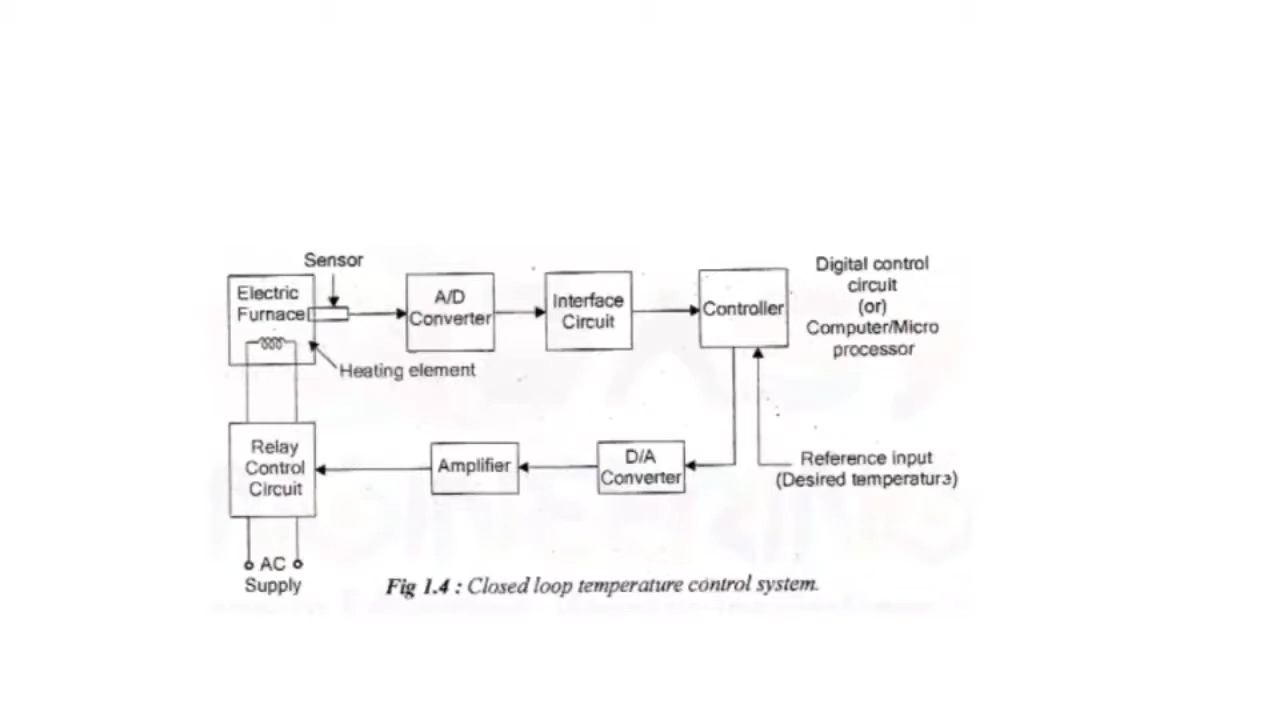 Sensor
Electric
Furnace
A/D
Converter
Interface
Circuit
Controller
Digital control
circuit
(or)
Computer/Micro
processor
Heating element
Relay
Control
Circuit
Amplifier
D/A
Converter
Reference input
(Desired temperature)
AC
Supply
Fig 1.4 : Closed loop temperature control system.